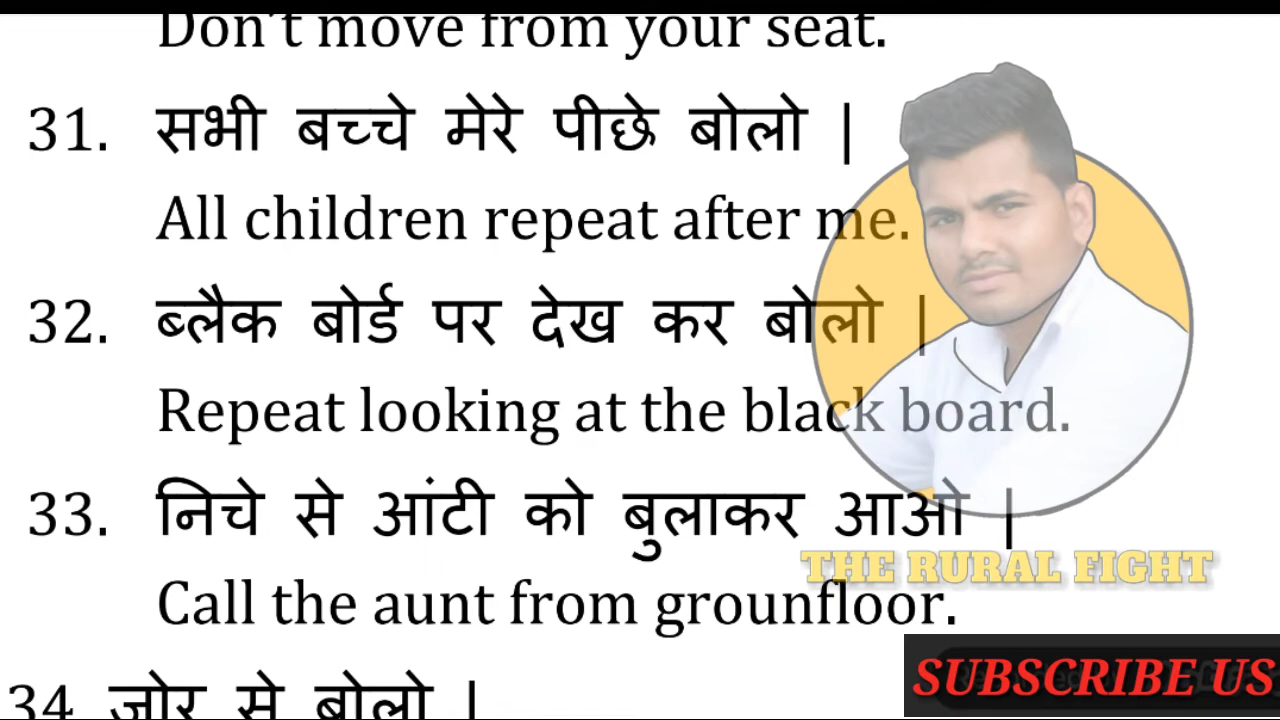 Don't move from your seat.
31. सभी बच्चे मेरे पीछे बोलो |
All children repeat after me.
32. ब्लैक बोर्ड पर देख कर बोलो |
Repeat looking at the black board.
33. निचे से आंटी को बुलाकर आओ |
THE RURAL FIGHT
Call the aunt from grounfloor.
SUBSCRIBE US
34 जोर से बोलो |